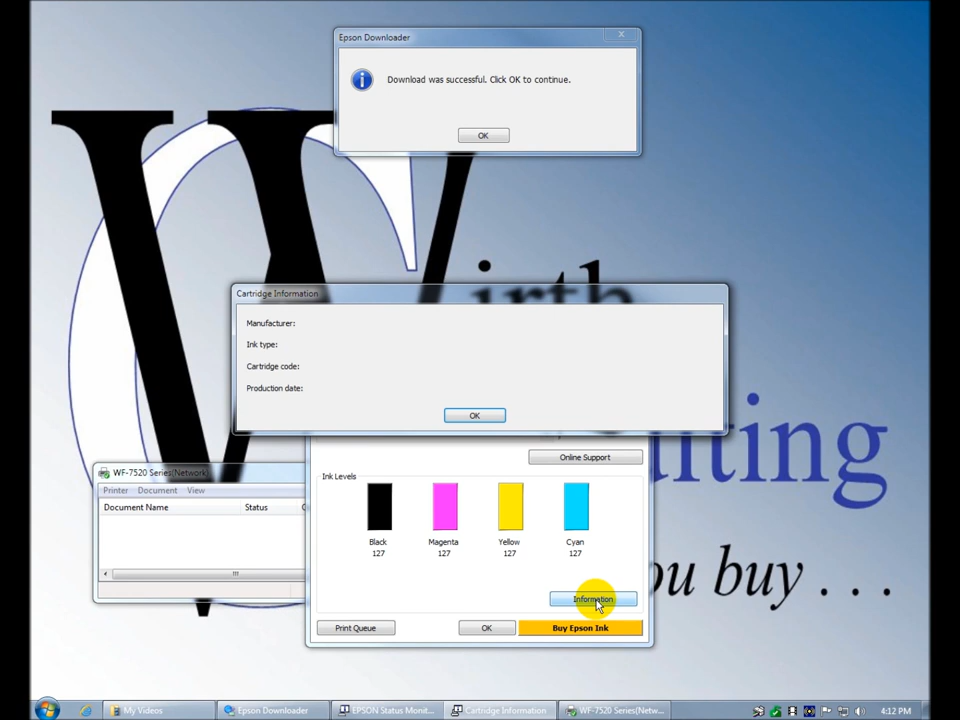 Epson Downloader
Download was successful. Click OK to continue.
OK
irth
Cartridge Information
Manufacturer:
Ink type:
Cartridge code:
Production date:
OK
Online Support
Ink Levels
Black
127
Magenta
127
Yellow
127
Cyan
127
Information
Print Queue
OK
Buy Epson Ink
WF-7520 Series(Network)
Printer Document View
Document Name Status
ulting
ou buy . . .
My Videos
Epson Downloader
EPSON Status Monit...
Cartridge Information
WF-7520 Series(Netw...
4:12 PM